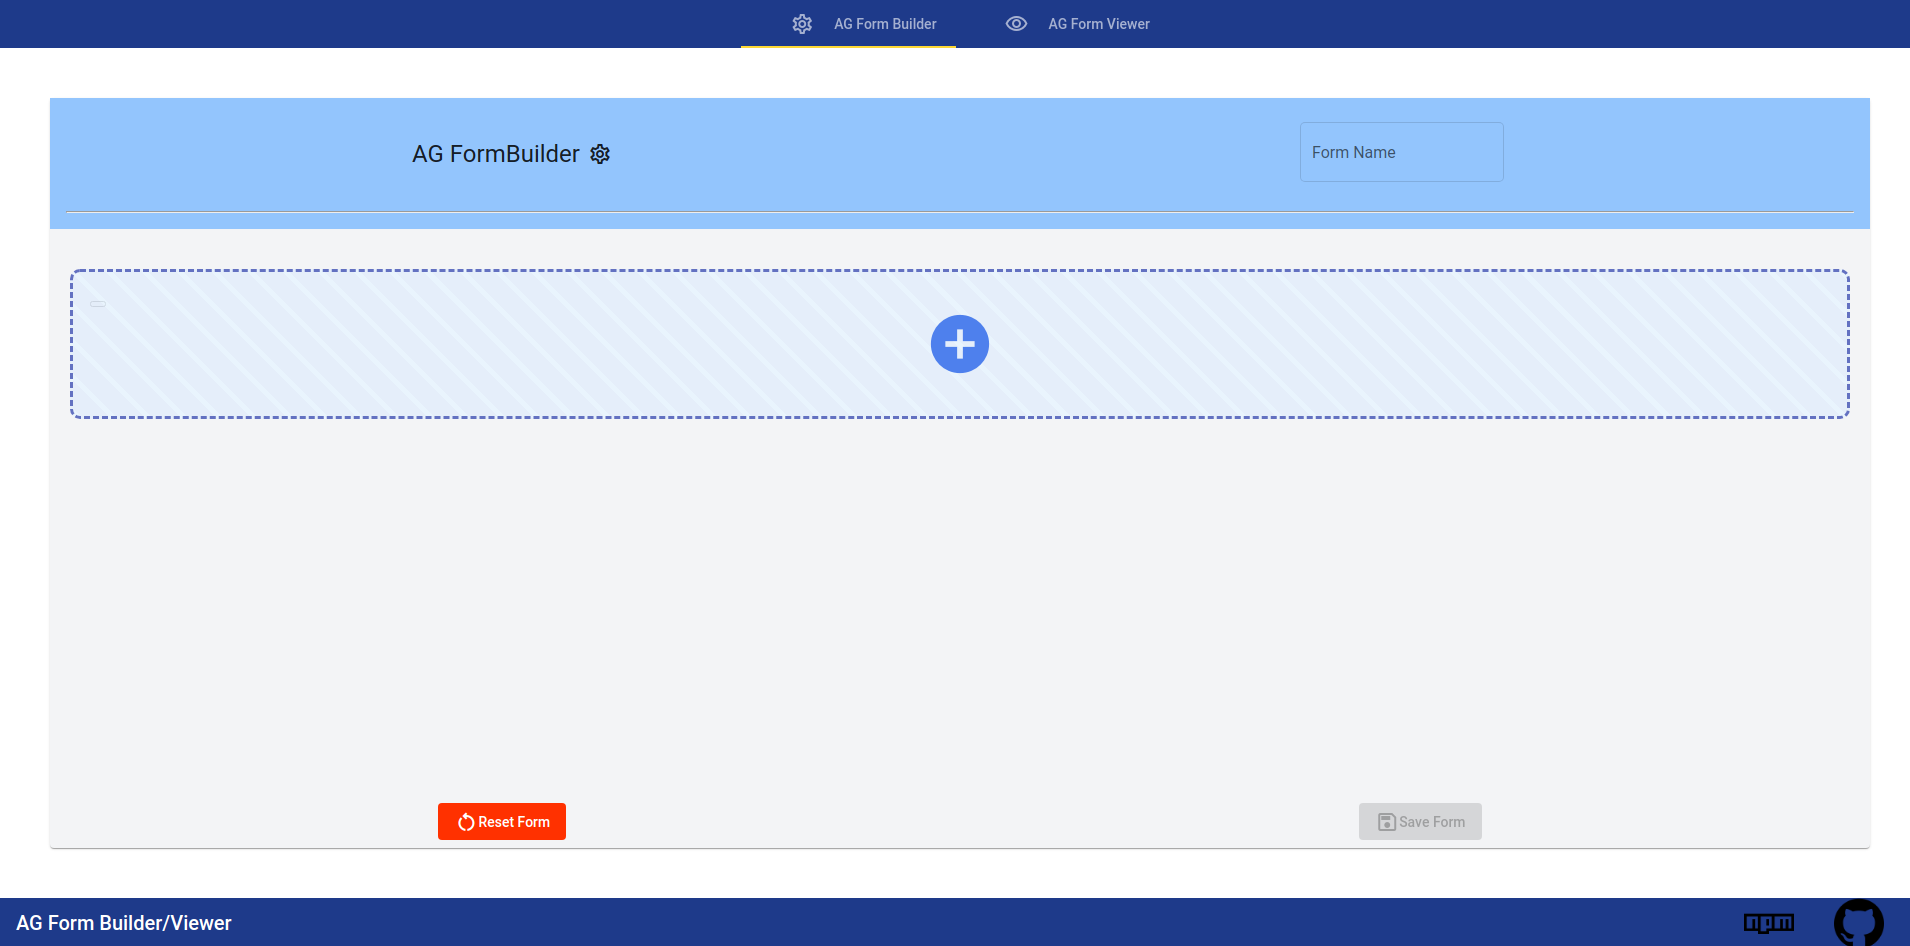 AG Form Builder
AG Form Viewer
AG FormBuilder
Form Name
Reset Form
Save Form
AG Form Builder/Viewer
npm